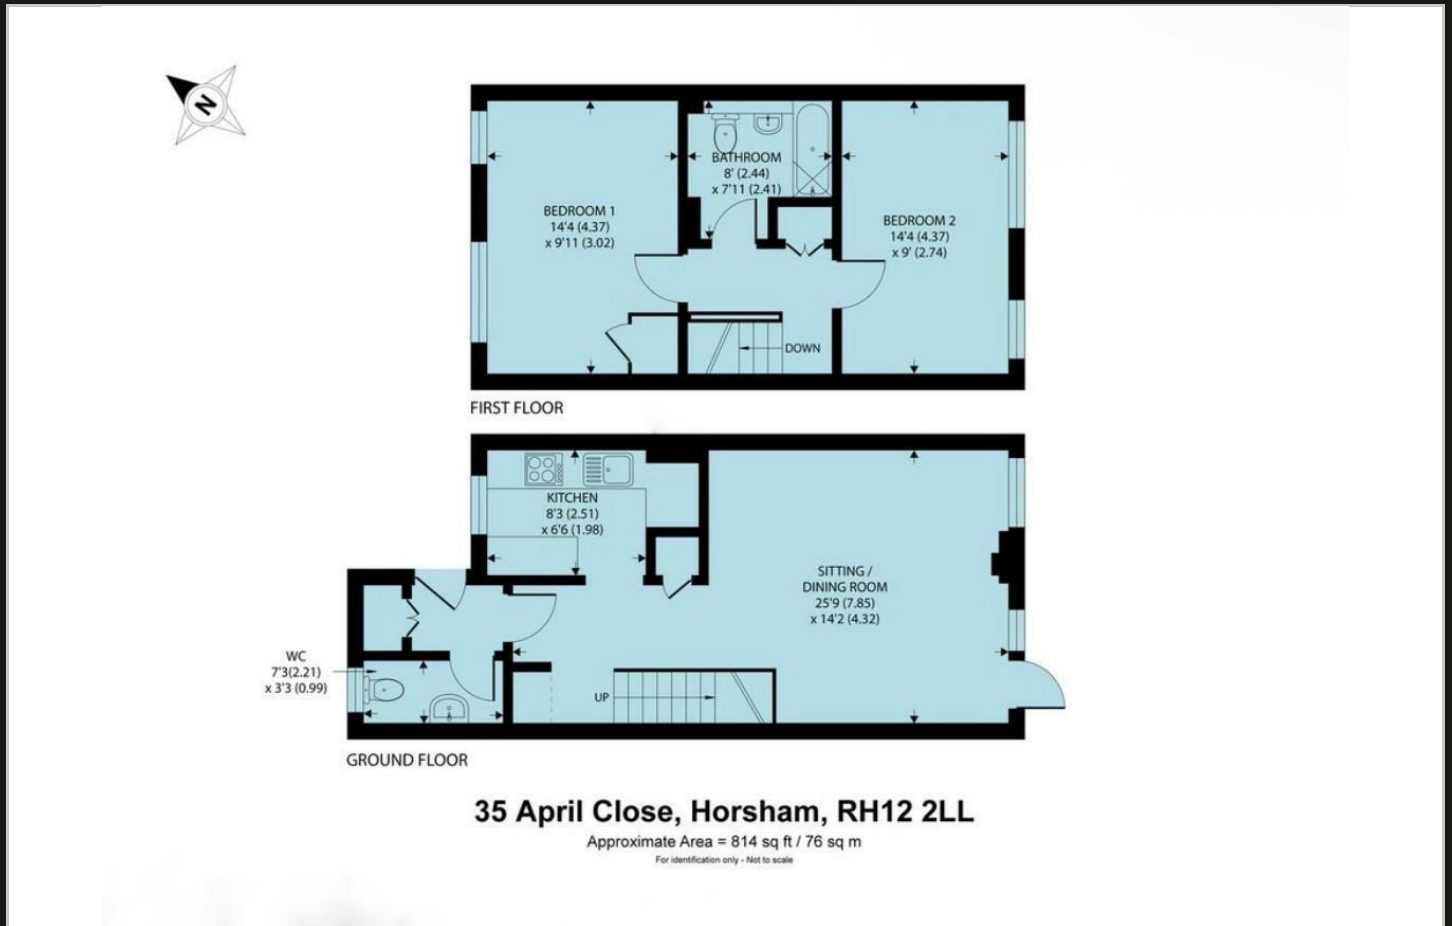 N
BATHROOM
8' (2.44)
x 7'11 (2.41)
BEDROOM 1
14'4 (4.37)
x 9'11 (3.02)
BEDROOM 2
14'4 (4.37)
x 9' (2.74)
DOWN
FIRST FLOOR
KITCHEN
8'3 (2.51)
x 6'6 (1.98)
SITTING /
DINING ROOM
25'9 (7.85)
x 14'2 (4.32)
WC
7'3(2.21)
x 3'3 (0.99)
UP
GROUND FLOOR
35 April Close, Horsham, RH12 2LL
Approximate Area = 814 sq ft / 76 sq m
For identification only - Not to scale